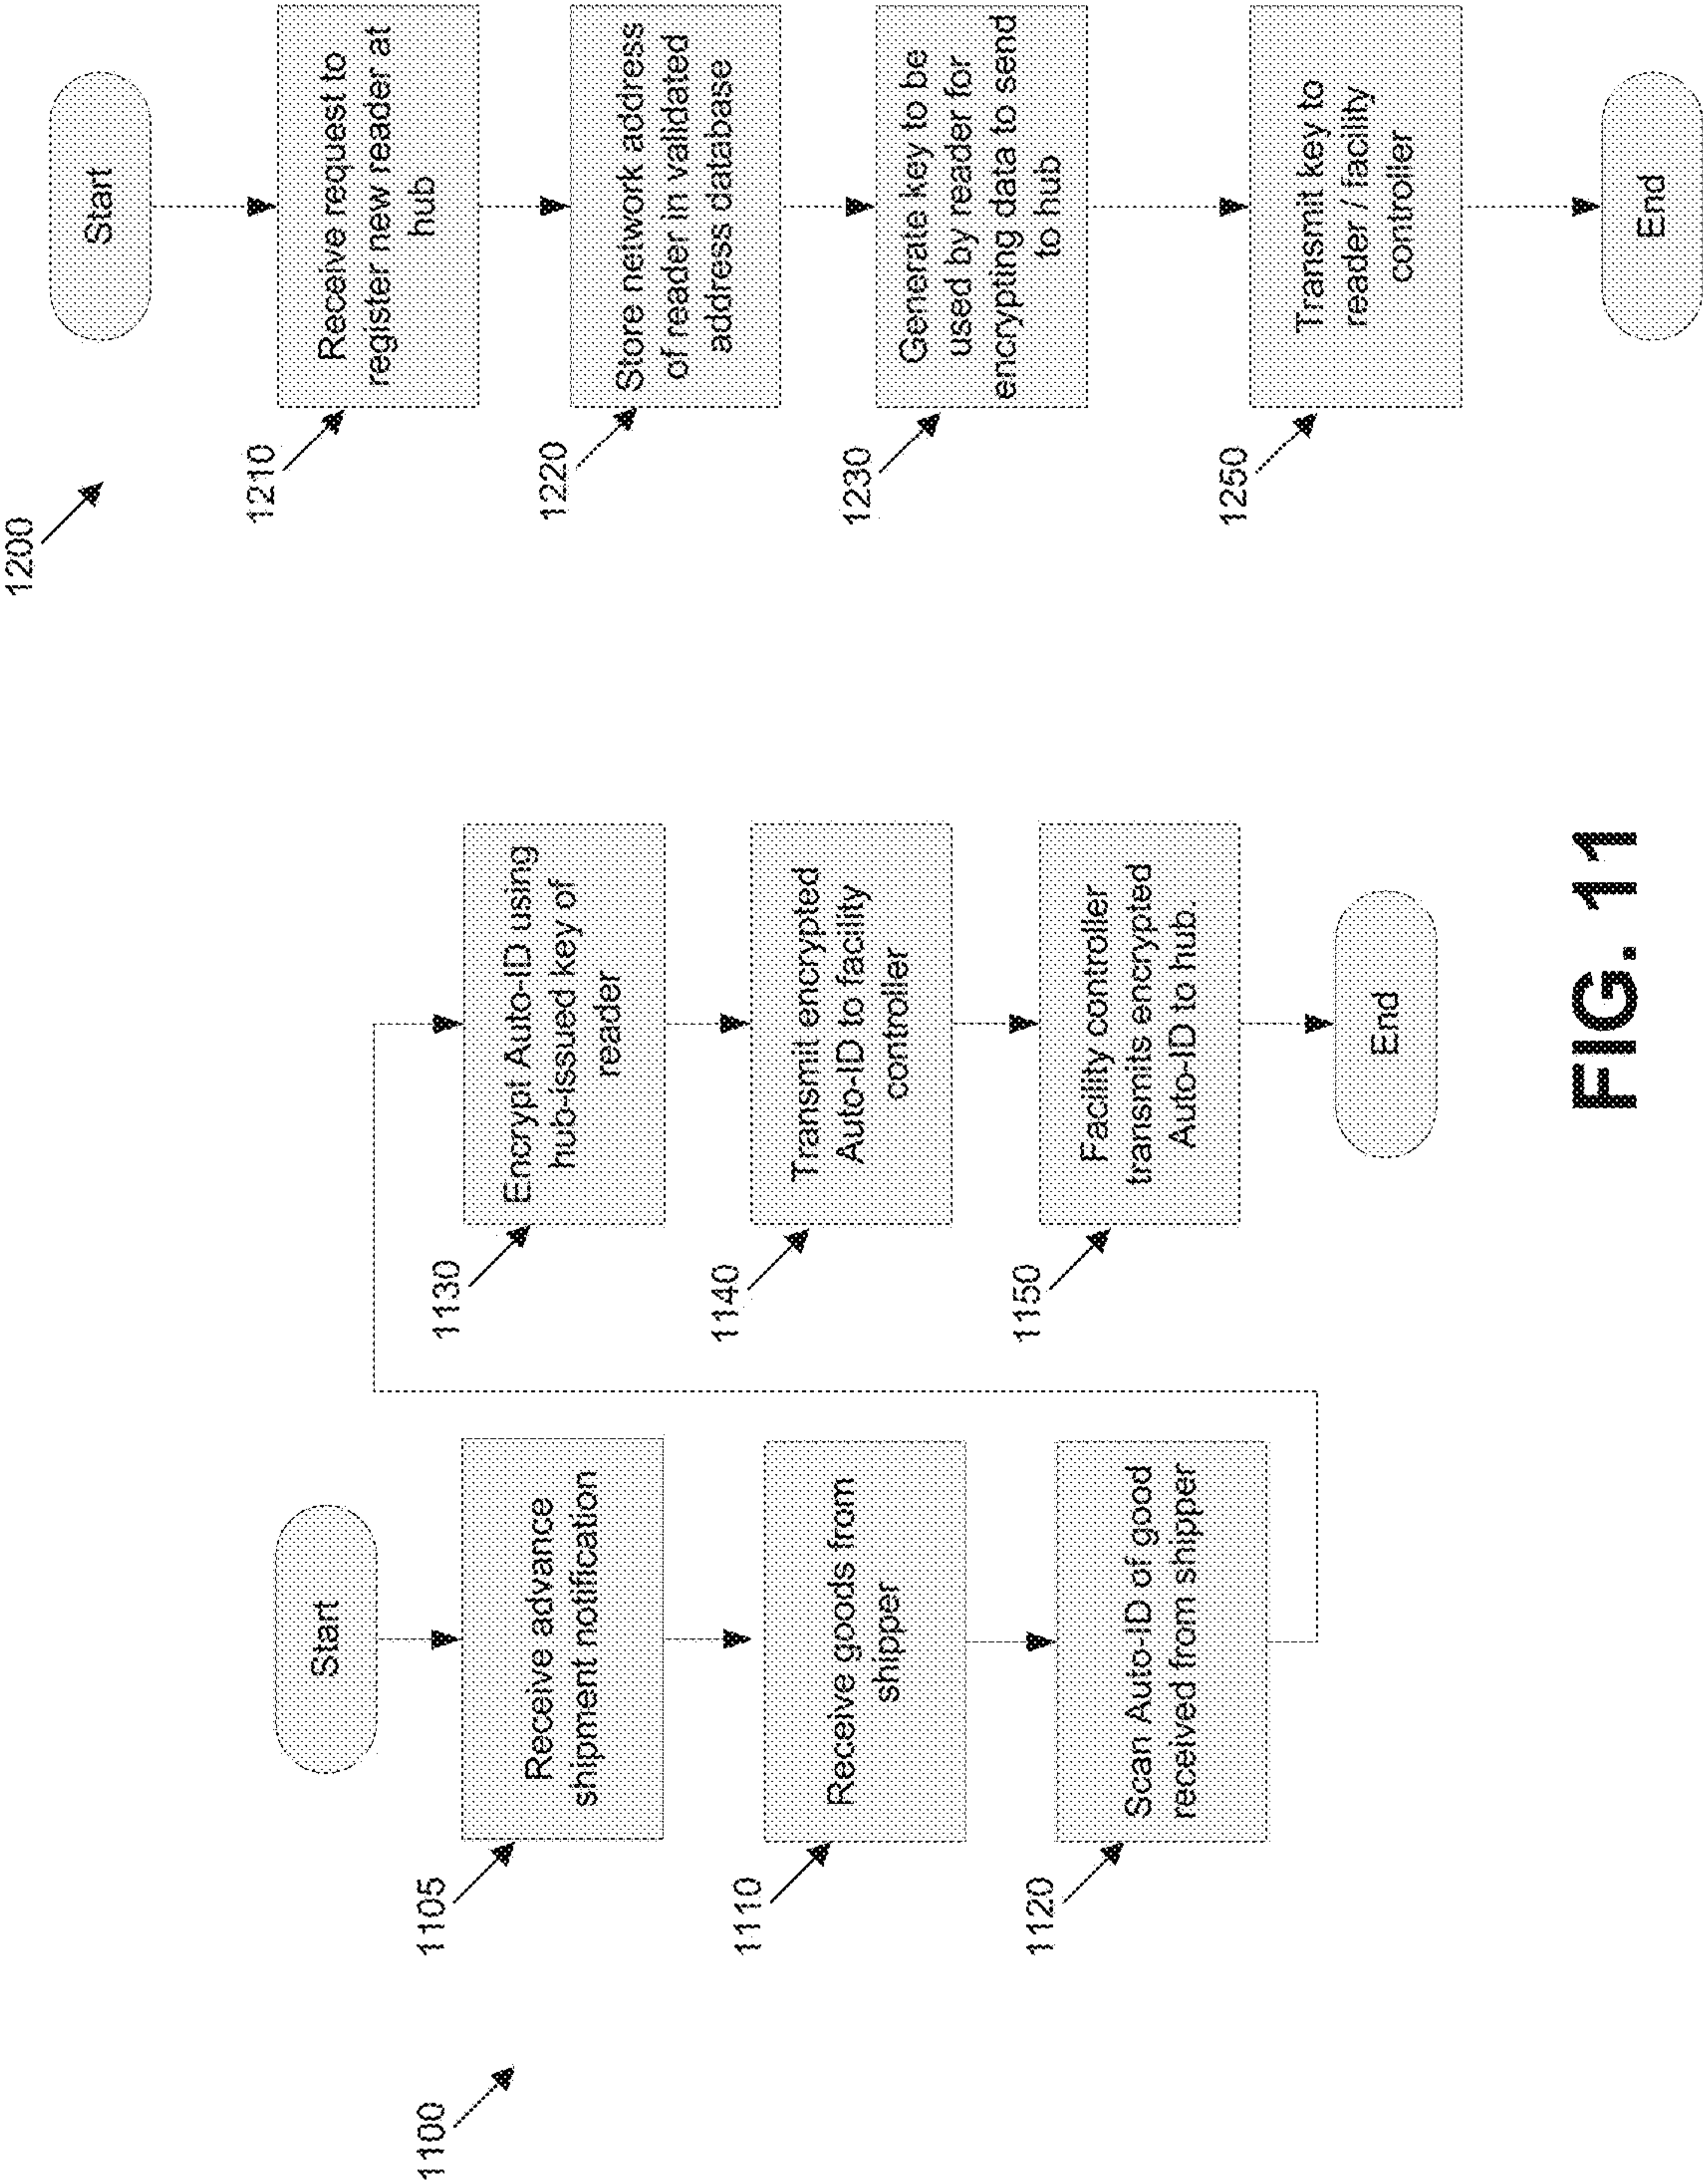 1100
Start
1105
Receive advance
shipment notification
1110
Receive goods from
shipper
1120
Scan Auto-ID of good
received from shipper
1130
Encrypt Auto-ID using
hub-issued key of
reader
1140
Transmit encrypted
Auto-ID to facility
controller
1150
Facility controller
transmits encrypted
Auto-ID to hub.
End
FIG. 11
1200
Start
1210
Receive request to
register new reader at
hub
1220
Store network address
of reader in validated
address database
1230
Generate key to be
used by reader for
encrypting data to send
to hub
1250
Transmit key to
reader / facility
controller
End